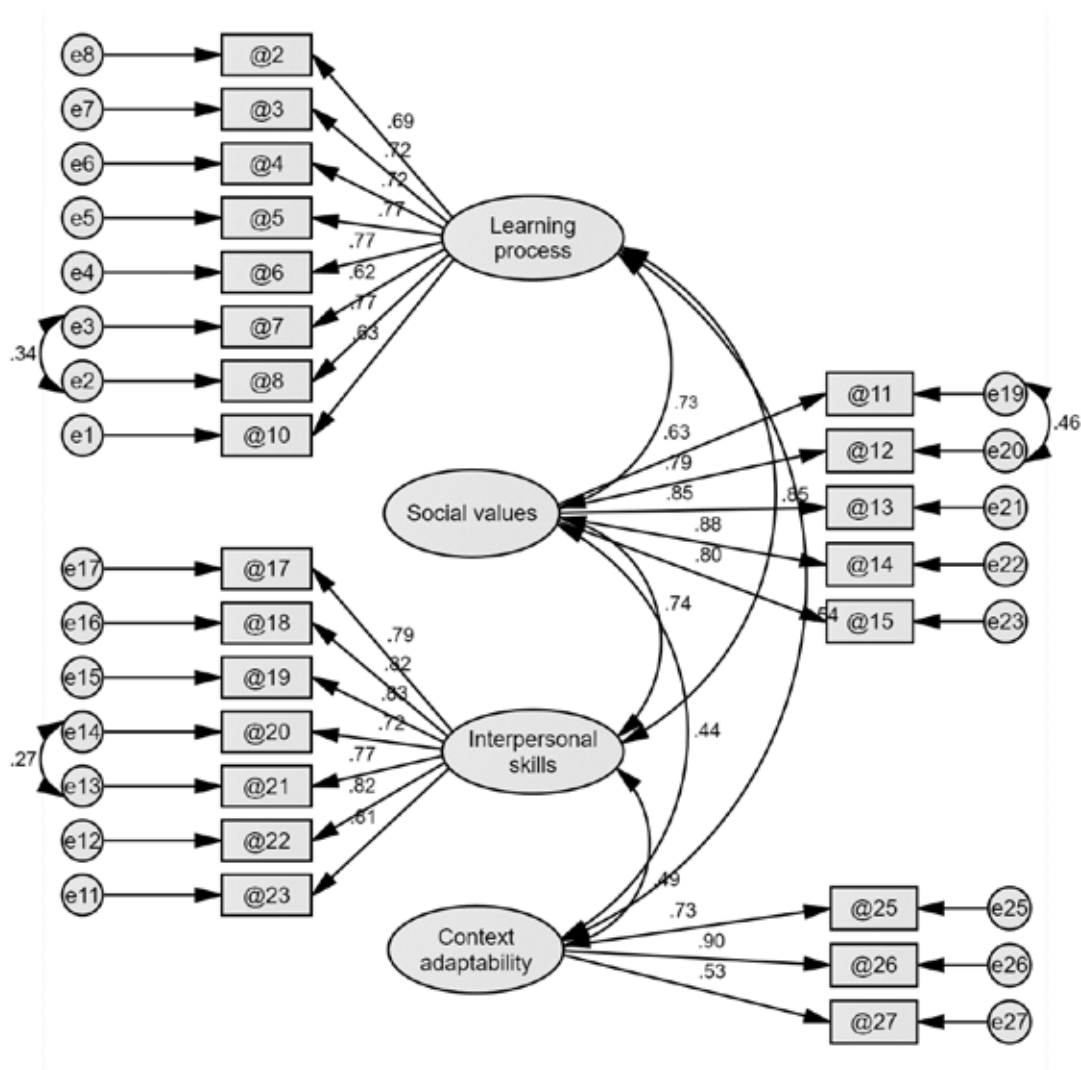 e8
@2
e7
@3
e6
@4
e5
@5
e4
@6
e3
@7
e2
@8
e1
@10
.34
.69
.72
.72
.77
.77
.62
.77
.63
Learning
process
.73
.63
.79
.85
.88
.80
.85
.54
@11
e19
@12
e20
@13
e21
@14
e22
@15
e23
.46
Social values
.74
.44
e17
@17
e16
@18
e15
@19
e14
@20
e13
@21
e12
@22
e11
@23
.27
.79
.82
.83
.72
.77
.82
.61
Interpersonal
skills
.49
.73
.90
.53
Context
adaptability
@25
e25
@26
e26
@27
e27